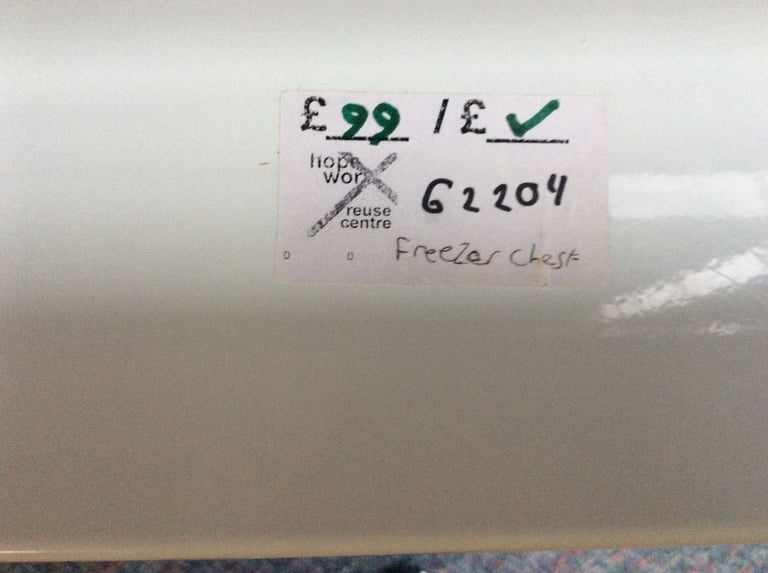 £ 99 / £ ✓
hope
wor
reuse
centre
62204
Freezer Chest